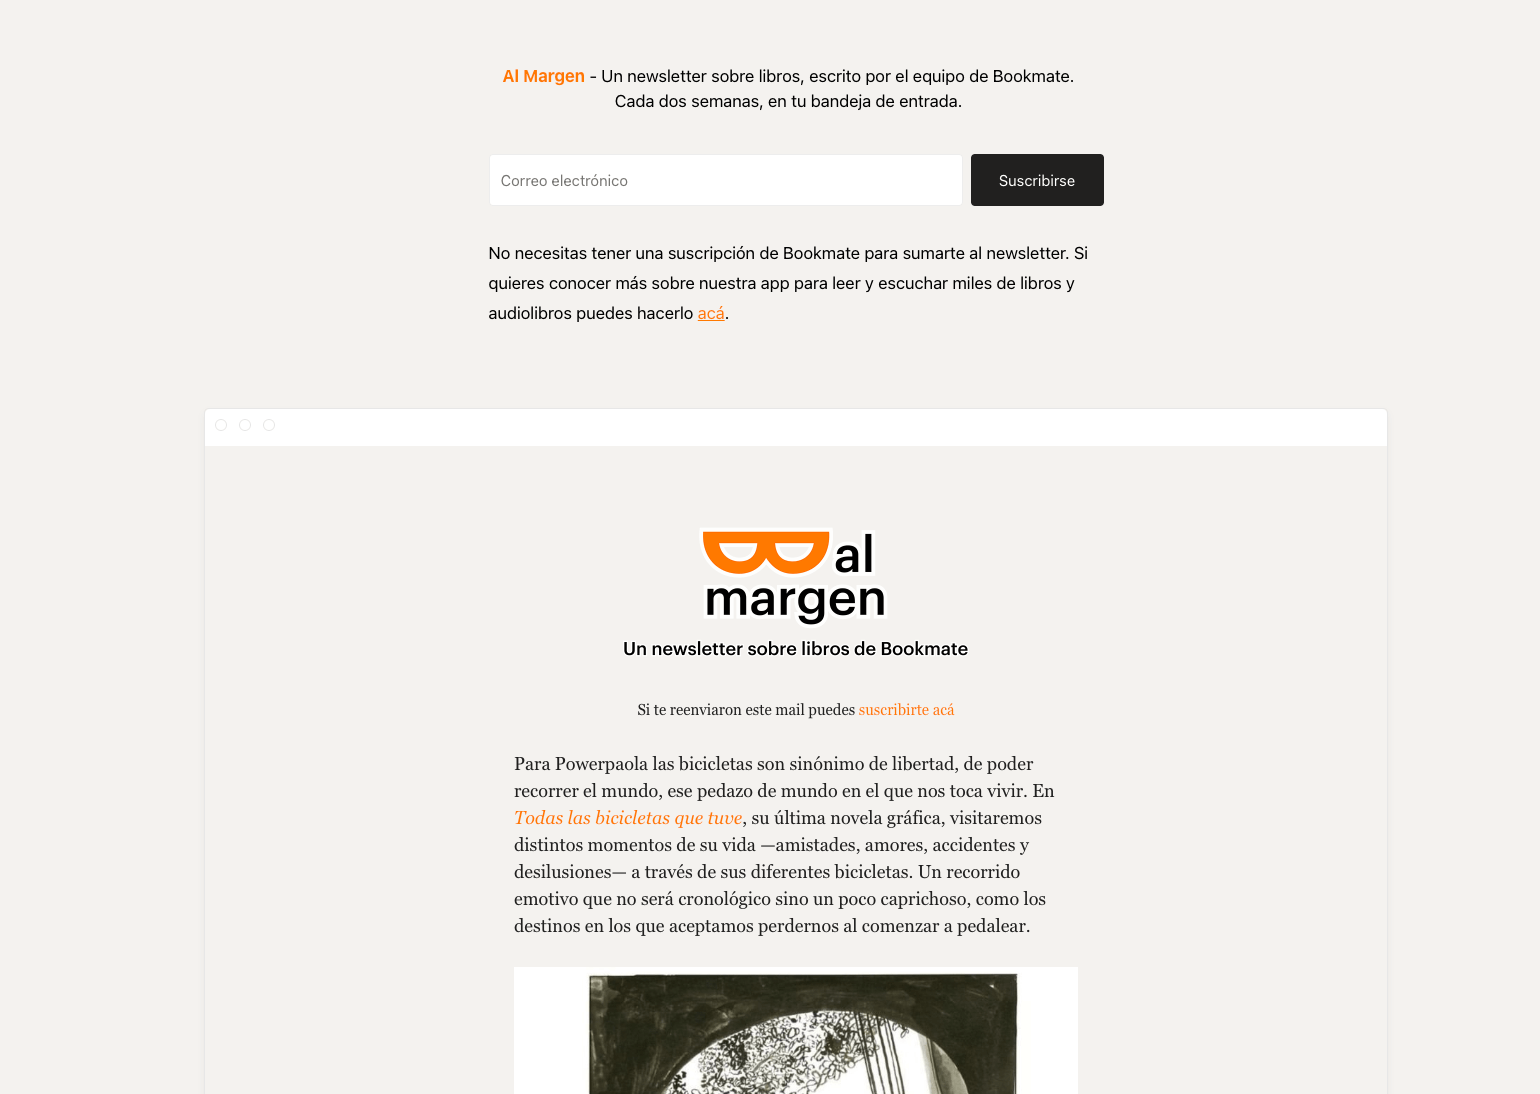 Al Margen - Un newsletter sobre libros, escrito por el equipo de Bookmate.
Cada dos semanas, en tu bandeja de entrada.
Correo electrónico
Suscribirse
No necesitas tener una suscripción de Bookmate para sumarte al newsletter. Si
quieres conocer más sobre nuestra app para leer y escuchar miles de libros y
audiolibros puedes hacerlo acá.
al
margen
Un newsletter sobre libros de Bookmate
Si te reenviaron este mail puedes suscribirte acá
Para Powerpaola las bicicletas son sinónimo de libertad, de poder
recorrer el mundo, ese pedazo de mundo en el que nos toca vivir. En
Todas las bicicletas que tuve, su última novela gráfica, visitaremos
distintos momentos de su vida —amistades, amores, accidentes y
desilusiones— a través de sus diferentes bicicletas. Un recorrido
emotivo que no será cronológico sino un poco caprichoso, como los
destinos en los que aceptamos perdernos al comenzar a pedalear.